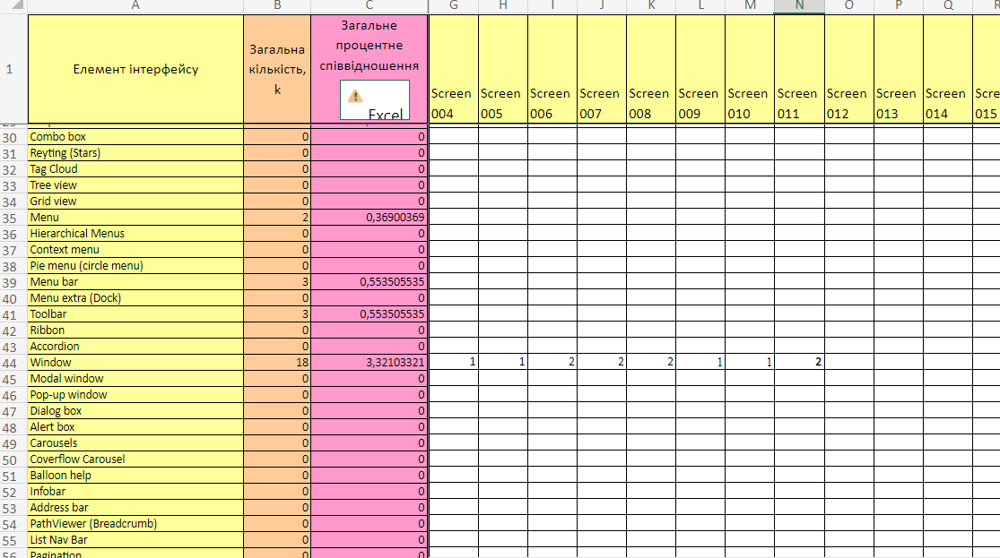 A B C G H I J K L M N O P Q R
1 Елемент інтерфейсу Загальна кількість, k Загальне процентне співвідношення Excel Screen 004 Screen 005 Screen 006 Screen 007 Screen 008 Screen 009 Screen 010 Screen 011 Screen 012 Screen 013 Screen 014 Scre 015
30 Combo box 0 0
31 Reyting (Stars) 0 0
32 Tag Cloud 0 0
33 Tree view 0 0
34 Grid view 0 0
35 Menu 2 0,36900369
36 Hierarchical Menus 0 0
37 Context menu 0 0
38 Pie menu (circle menu) 0 0
39 Menu bar 3 0,553505535
40 Menu extra (Dock) 0 0
41 Toolbar 3 0,553505535
42 Ribbon 0 0
43 Accordion 0 0
44 Window 18 3,32103321 1 1 2 2 2 1 1 2
45 Modal window 0 0
46 Pop-up window 0 0
47 Dialog box 0 0
48 Alert box 0 0
49 Carousels 0 0
50 Coverflow Carousel 0 0
51 Balloon help 0 0
52 Infobar 0 0
53 Address bar 0 0
54 PathViewer (Breadcrumb) 0 0
55 List Nav Bar 0 0
56 Pagination 0 0